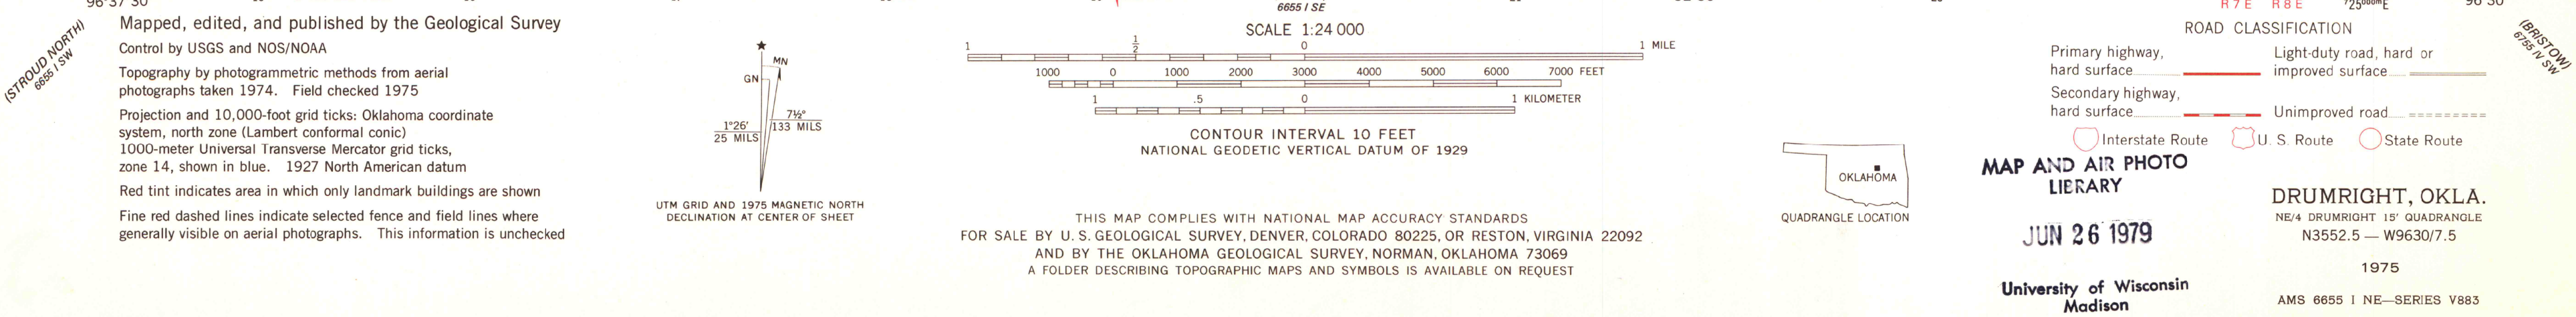 96°37'30"
(STROUD NORTH)
6655 I SW
Mapped, edited, and published by the Geological Survey
Control by USGS and NOS/NOAA
Topography by photogrammetric methods from aerial
photographs taken 1974. Field checked 1975
Projection and 10,000-foot grid ticks: Oklahoma coordinate
system, north zone (Lambert conformal conic)
1000-meter Universal Transverse Mercator grid ticks,
zone 14, shown in blue. 1927 North American datum
Red tint indicates area in which only landmark buildings are shown
Fine red dashed lines indicate selected fence and field lines where
generally visible on aerial photographs. This information is unchecked
MN
GN
1°26'
25 MILS
7½°
133 MILS
UTM GRID AND 1975 MAGNETIC NORTH
DECLINATION AT CENTER OF SHEET
6655 I SE
SCALE 1:24 000
1 ½ 0 1 MILE
1000 0 1000 2000 3000 4000 5000 6000 7000 FEET
1 .5 0 1 KILOMETER
CONTOUR INTERVAL 10 FEET
NATIONAL GEODETIC VERTICAL DATUM OF 1929
THIS MAP COMPLIES WITH NATIONAL MAP ACCURACY STANDARDS
FOR SALE BY U. S. GEOLOGICAL SURVEY, DENVER, COLORADO 80225, OR RESTON, VIRGINIA 22092
AND BY THE OKLAHOMA GEOLOGICAL SURVEY, NORMAN, OKLAHOMA 73069
A FOLDER DESCRIBING TOPOGRAPHIC MAPS AND SYMBOLS IS AVAILABLE ON REQUEST
OKLAHOMA
QUADRANGLE LOCATION
R 7 E R 8 E
725000mE
96°30'
(BRISTOW)
6755 IV SW
ROAD CLASSIFICATION
Primary highway,
hard surface
Light-duty road, hard or
improved surface
Secondary highway,
hard surface
Unimproved road
Interstate Route U. S. Route State Route
MAP AND AIR PHOTO
LIBRARY
JUN 26 1979
University of Wisconsin
Madison
DRUMRIGHT, OKLA.
NE/4 DRUMRIGHT 15' QUADRANGLE
N3552.5 — W9630/7.5
1975
AMS 6655 I NE—SERIES V883